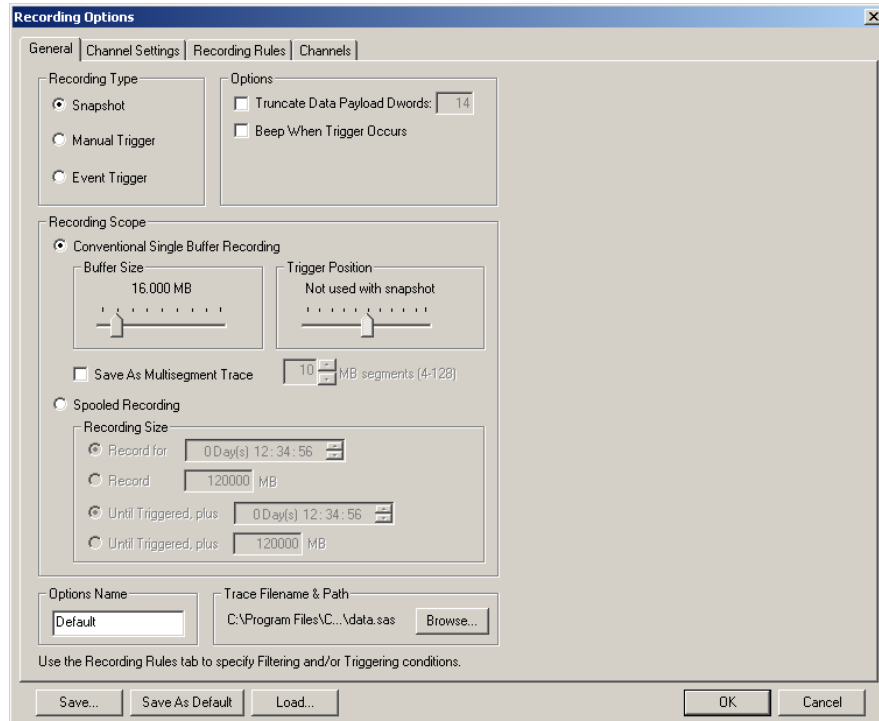 Recording Options
General
Channel Settings
Recording Rules
Channels
Recording Type
Snapshot
Manual Trigger
Event Trigger
Options
Truncate Data Payload Dwords: 14
Beep When Trigger Occurs
Recording Scope
Conventional Single Buffer Recording
Buffer Size
16.000 MB
Trigger Position
Not used with snapshot
Save As Multisegment Trace
10 MB segments (4-128)
Spooled Recording
Recording Size
Record for 0 Day(s) 12:34:56
Record 120000 MB
Until Triggered, plus 0 Day(s) 12:34:56
Until Triggered, plus 120000 MB
Options Name
Default
Trace Filename & Path
C:\Program Files\C...\data.sas
Browse...
Use the Recording Rules tab to specify Filtering and/or Triggering conditions.
Save...
Save As Default
Load...
OK
Cancel